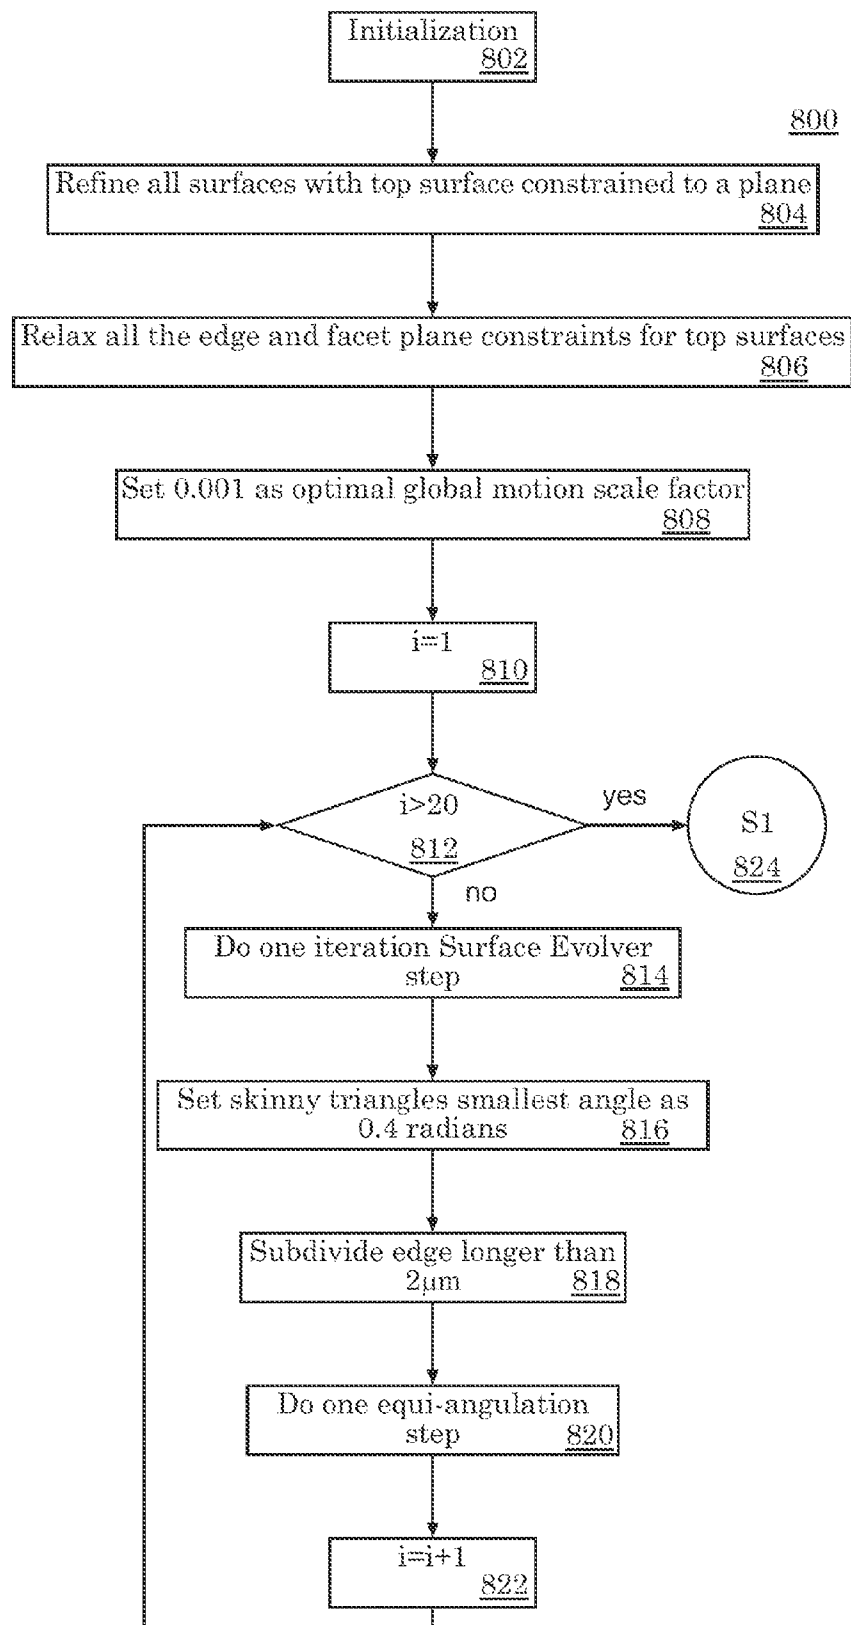 Initialization
802
800
Refine all surfaces with top surface constrained to a plane
804
Relax all the edge and facet plane constraints for top surfaces
806
Set 0.001 as optimal global motion scale factor
808
i=1
810
i>20
812
yes
S1
824
no
Do one iteration Surface Evolver
step 814
Set skinny triangles smallest angle as
0.4 radians 816
Subdivide edge longer than
2μm 818
Do one equi-angulation
step 820
i=i+1
822